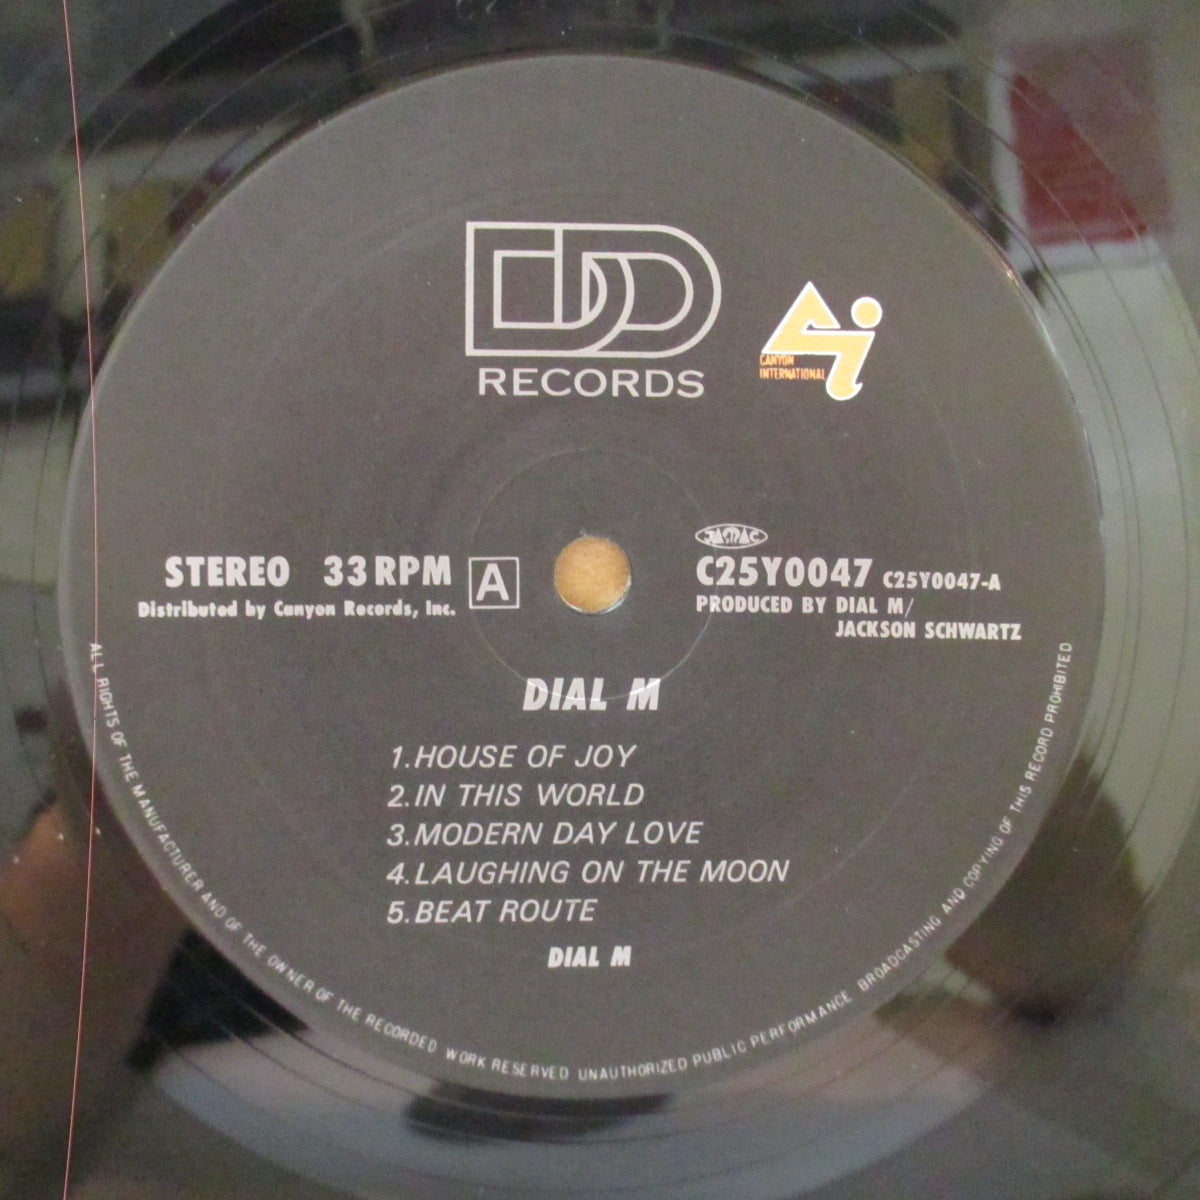 DD
RECORDS
CANYON
INTERNATIONAL
STEREO 33RPM A
Distributed by Canyon Records, Inc.
JASRAC
C25Y0047 C25Y0047-A
PRODUCED BY DIAL M/
JACKSON SCHWARTZ
DIAL M
1.HOUSE OF JOY
2.IN THIS WORLD
3.MODERN DAY LOVE
4.LAUGHING ON THE MOON
5.BEAT ROUTE
DIAL M
ALL RIGHTS OF THE MANUFACTURER AND OF THE OWNER OF THE RECORDED WORK RESERVED UNAUTHORIZED PUBLIC PERFORMANCE BROADCASTING AND COPYING OF THIS RECORD PROHIBITED